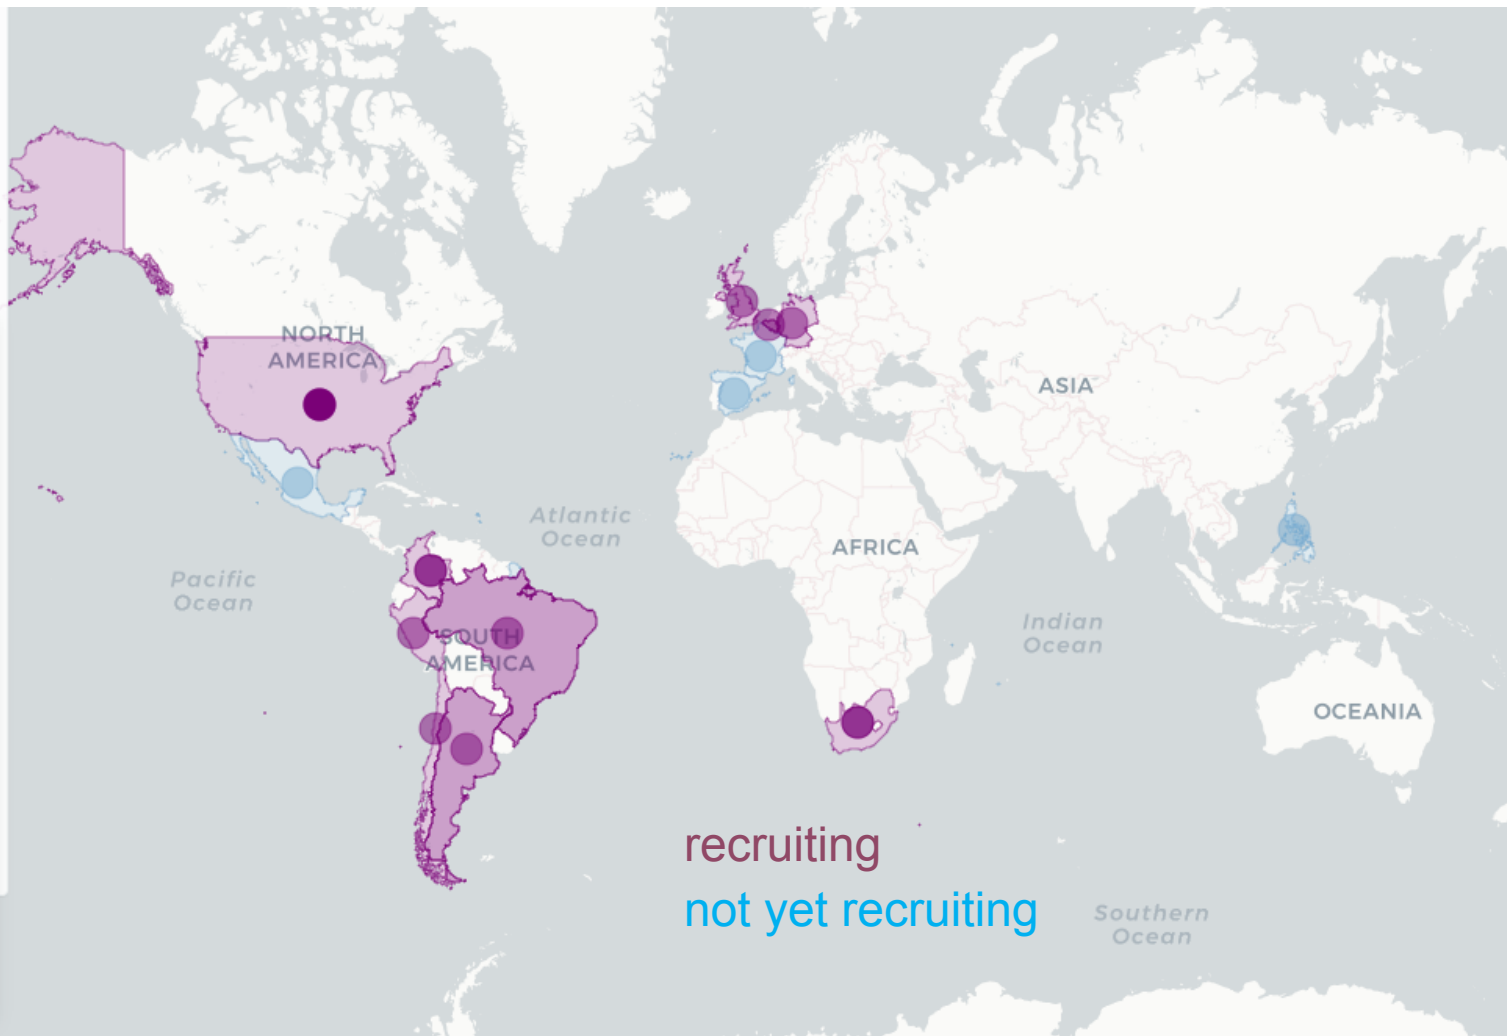 NORTH
AMERICA
ASIA
Atlantic
Ocean
AFRICA
Pacific
Ocean
Indian
Ocean
SOUTH
AMERICA
OCEANIA
recruiting
not yet recruiting
Southern
Ocean